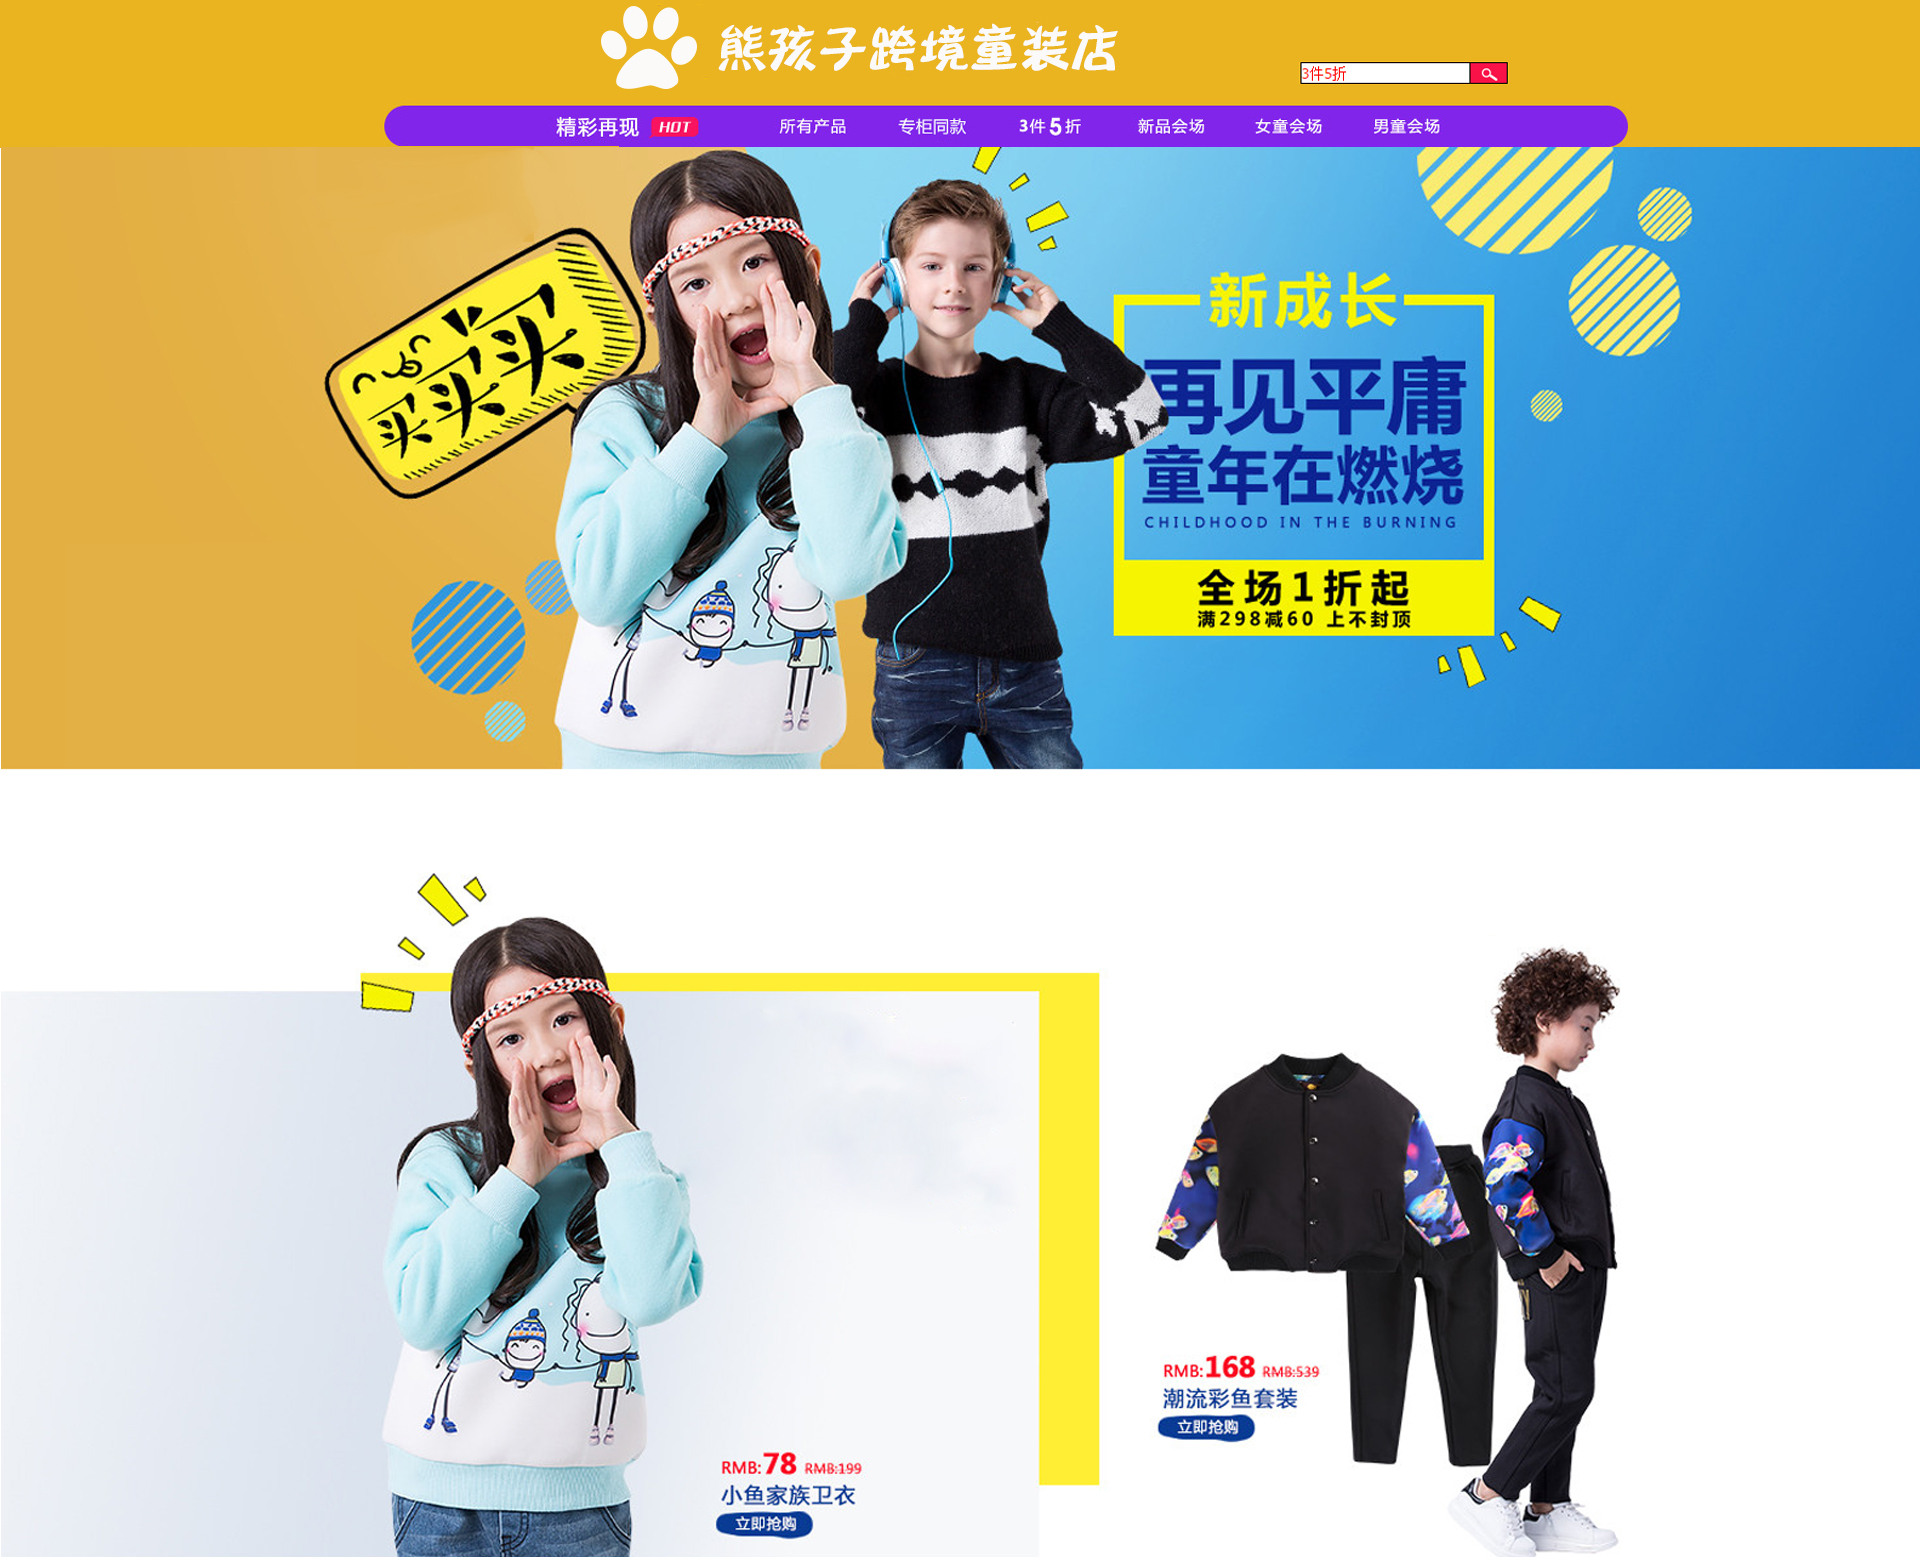 熊孩子跨境童装店
3件5折
精彩再现 HOT 所有产品 专柜同款 3件5折 新品会场 女童会场 男童会场
买买买
新成长
再见平庸
童年在燃烧
CHILDHOOD IN THE BURNING
全场1折起
满298减60 上不封顶
RMB:168 RMB:539
潮流彩鱼套装
立即抢购
RMB:78 RMB:199
小鱼家族卫衣
立即抢购